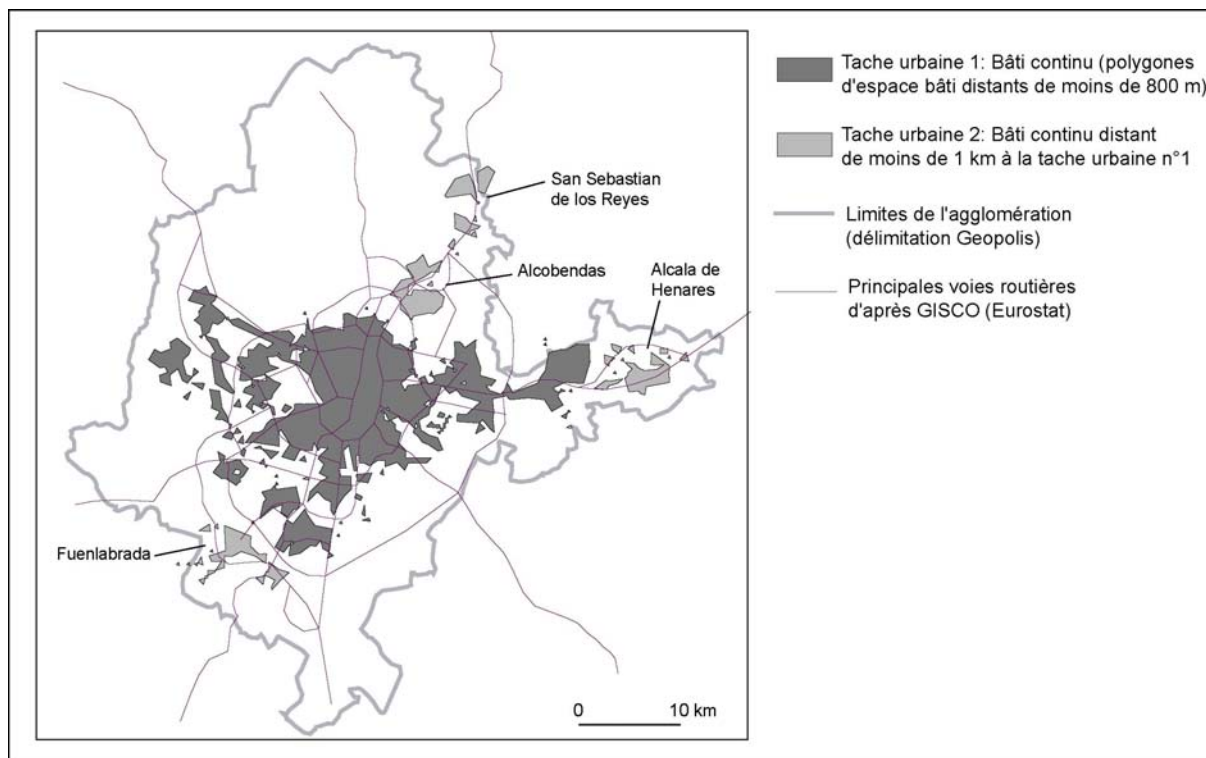 San Sebastian
de los Reyes
Alcobendas
Alcala de
Henares
Fuenlabrada
0 10 km
Tache urbaine 1: Bâti continu (polygones
d'espace bâti distants de moins de 800 m)
Tache urbaine 2: Bâti continu distant
de moins de 1 km à la tache urbaine n°1
Limites de l'agglomération
(délimitation Geopolis)
Principales voies routières
d'après GISCO (Eurostat)